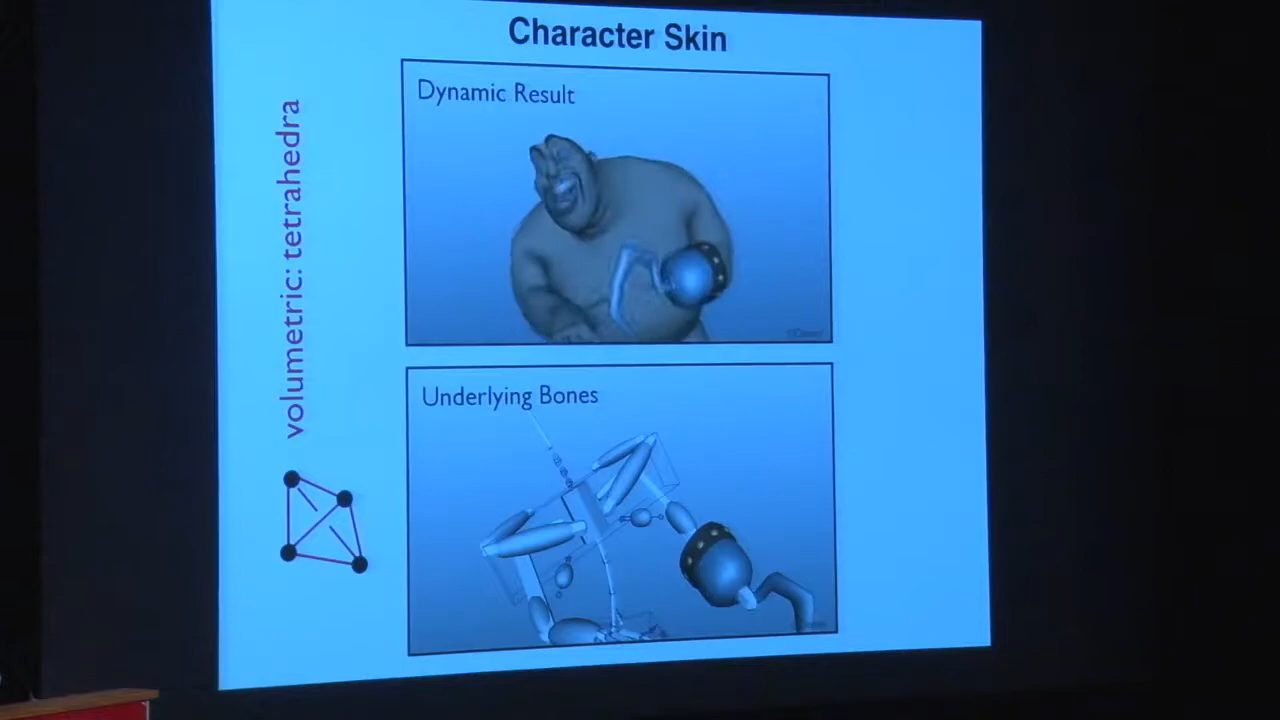 Character Skin
volumetric: tetrahedra
Dynamic Result
Underlying Bones